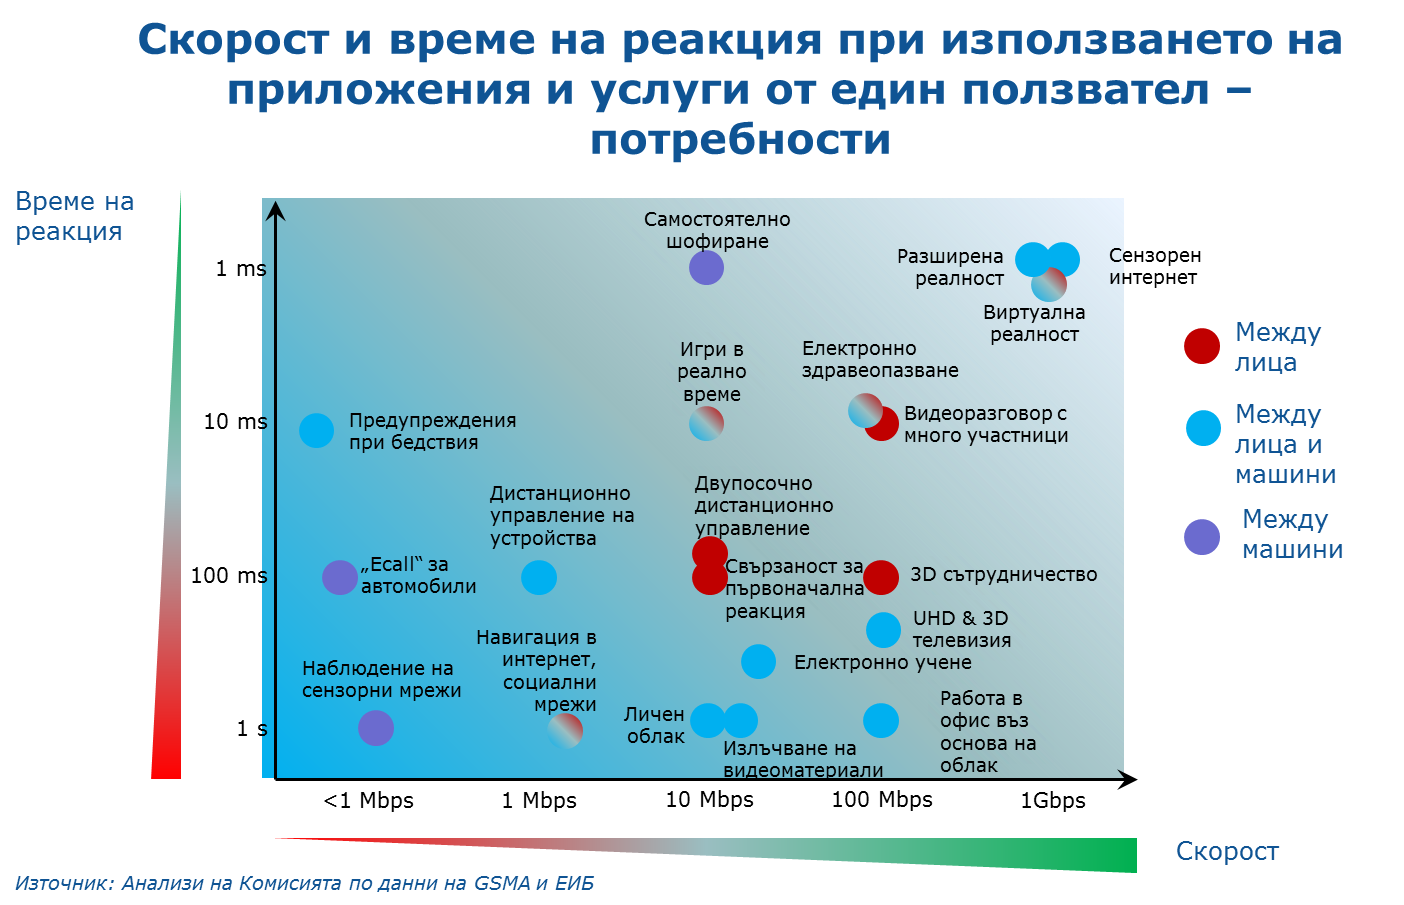 Скорост и време на реакция при използването на
приложения и услуги от един ползвател –
потребности
Време на
реакция
1 ms
10 ms
100 ms
1 s
Самостоятелно
шофиране
Разширена
реалност
Сензорен
интернет
Виртуална
реалност
Игри в
реално
време
Електронно
здравеопазване
Предупреждения
при бедствия
Видеоразговор с
много участници
Дистанционно
управление на
устройства
Двупосочно
дистанционно
управление
„Ecall“ за
автомобили
Свързаност за
първоначална
реакция
3D сътрудничество
UHD & 3D
телевизия
Навигация в
интернет,
социални
мрежи
Електронно учене
Наблюдение на
сензорни мрежи
Личен
облак
Излъчване на
видеоматериали
Работа в
офис въз
основа на
облак
<1 Mbps
1 Mbps
10 Mbps
100 Mbps
1Gbps
Скорост
Между
лица
Между
лица и
машини
Между
машини
Източник: Анализи на Комисията по данни на GSMA и ЕИБ